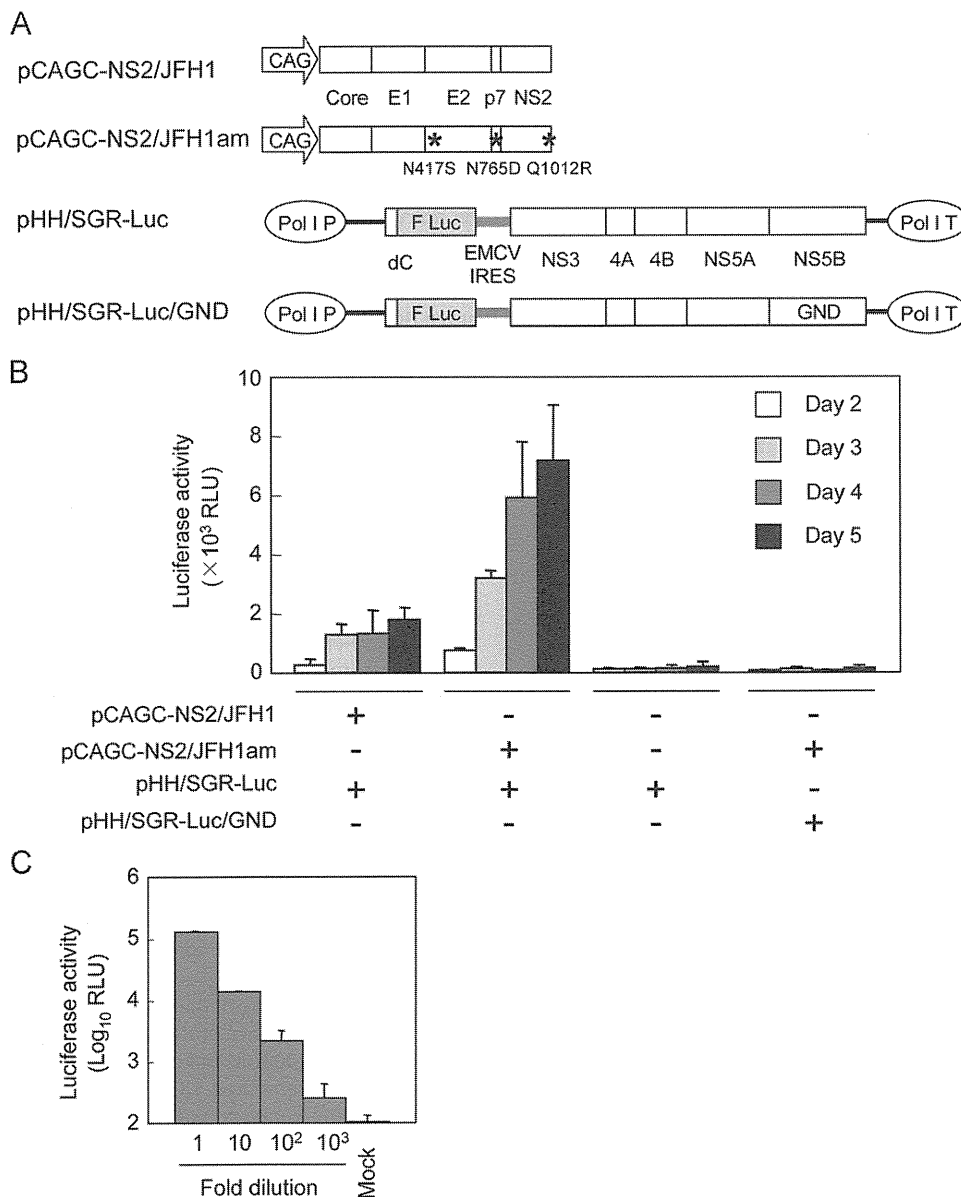 A
pCAGC-NS2/JFH1
CAG
Core E1 E2 p7 NS2
pCAGC-NS2/JFH1am
CAG * * *
N417S N765D Q1012R
pHH/SGR-Luc
Pol I P F Luc Pol I T
dC EMCV IRES NS3 4A 4B NS5A NS5B
pHH/SGR-Luc/GND
Pol I P F Luc GND Pol I T
B
Luciferase activity
(×10³ RLU)
10
8
6
4
2
0
Day 2
Day 3
Day 4
Day 5
pCAGC-NS2/JFH1 + - - -
pCAGC-NS2/JFH1am - + - +
pHH/SGR-Luc + + + -
pHH/SGR-Luc/GND - - - +
C
Luciferase activity
(Log₁₀ RLU)
6
5
4
3
2
1 10 10² 10³ Mock
Fold dilution